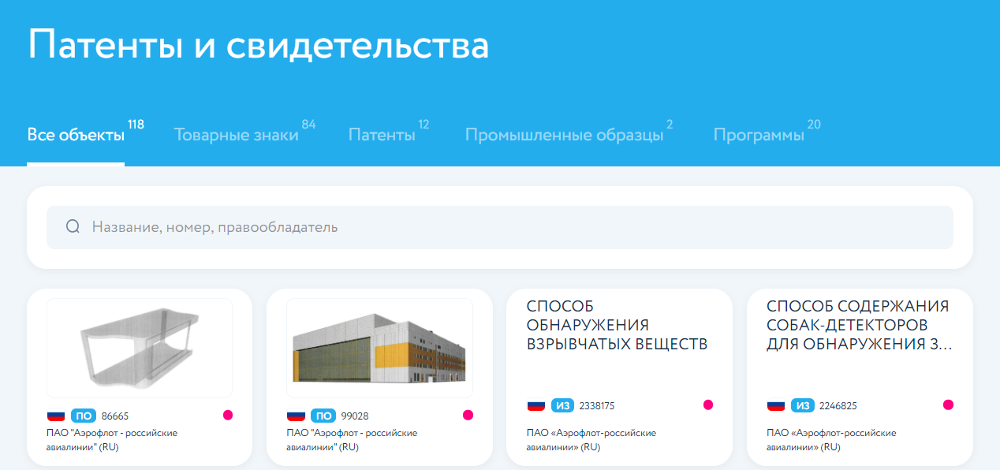 Патенты и свидетельства
Все объекты 118 Товарные знаки 84 Патенты 12 Промышленные образцы 2 Программы 20
Название, номер, правообладатель
ПО 86665
ПАО "Аэрофлот - российские
авиалинии" (RU)
ПО 99028
ПАО "Аэрофлот - российские
авиалинии" (RU)
СПОСОБ
ОБНАРУЖЕНИЯ
ВЗРЫВЧАТЫХ ВЕЩЕСТВ
ИЗ 2338175
ПАО «Аэрофлот-российские
авиалинии» (RU)
СПОСОБ СОДЕРЖАНИЯ
СОБАК-ДЕТЕКТОРОВ
ДЛЯ ОБНАРУЖЕНИЯ З...
ИЗ 2246825
ПАО «Аэрофлот-российские
авиалинии» (RU)